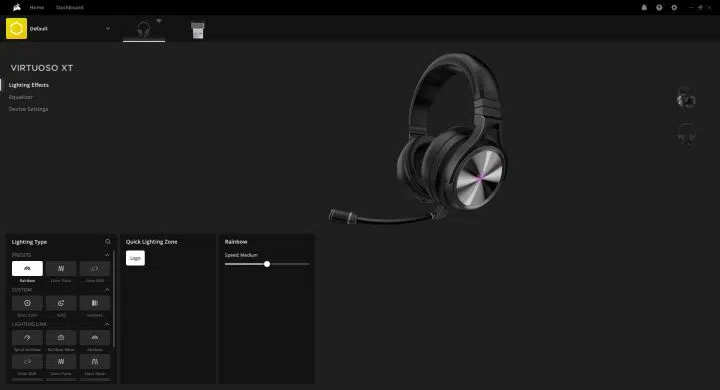 Home Dashboard
Default
VIRTUOSO XT
Lighting Effects
Equalizer
Device Settings
Lighting Type
Quick Lighting Zone
Rainbow
PRESETS
Logo
Speed: Medium
Rainbow Color Pulse Color Shift
CUSTOM
Static Color Gradient
LIGHTING LINK
Spiral Rainbow Rainbow Wave Rainbow
Color Shift Color Pulse Color Wave